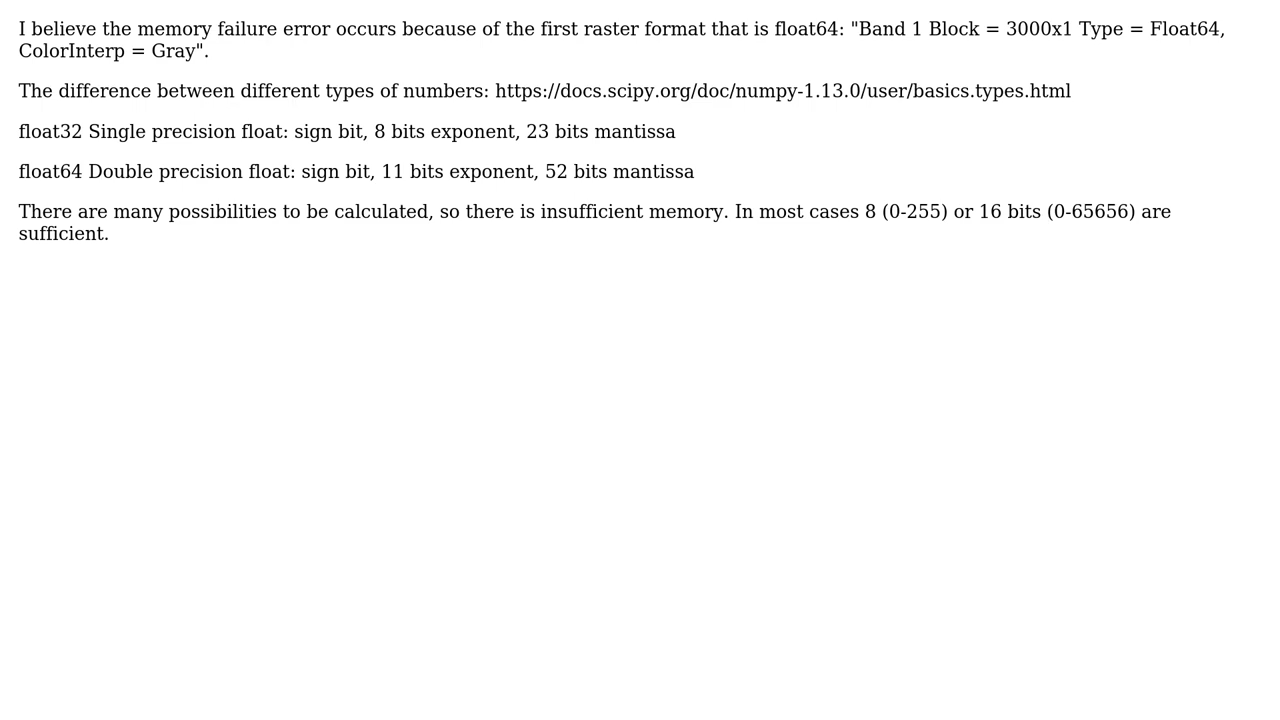 I believe the memory failure error occurs because of the first raster format that is float64: "Band 1 Block = 3000x1 Type = Float64,
ColorInterp = Gray".
The difference between different types of numbers: https://docs.scipy.org/doc/numpy-1.13.0/user/basics.types.html
float32 Single precision float: sign bit, 8 bits exponent, 23 bits mantissa
float64 Double precision float: sign bit, 11 bits exponent, 52 bits mantissa
There are many possibilities to be calculated, so there is insufficient memory. In most cases 8 (0-255) or 16 bits (0-65656) are
sufficient.